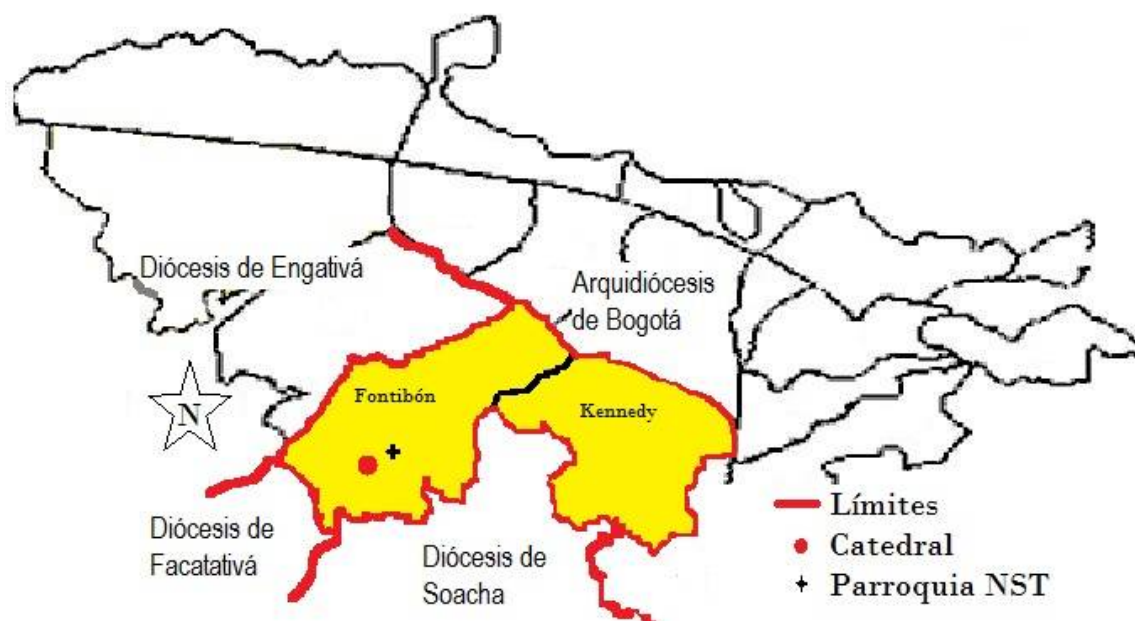 Diócesis de Engativá
Arquidiócesis
de Bogotá
N
Fontibón
Kennedy
Diócesis de
Facatativá
Diócesis de
Soacha
Límites
Catedral
Parroquia NST